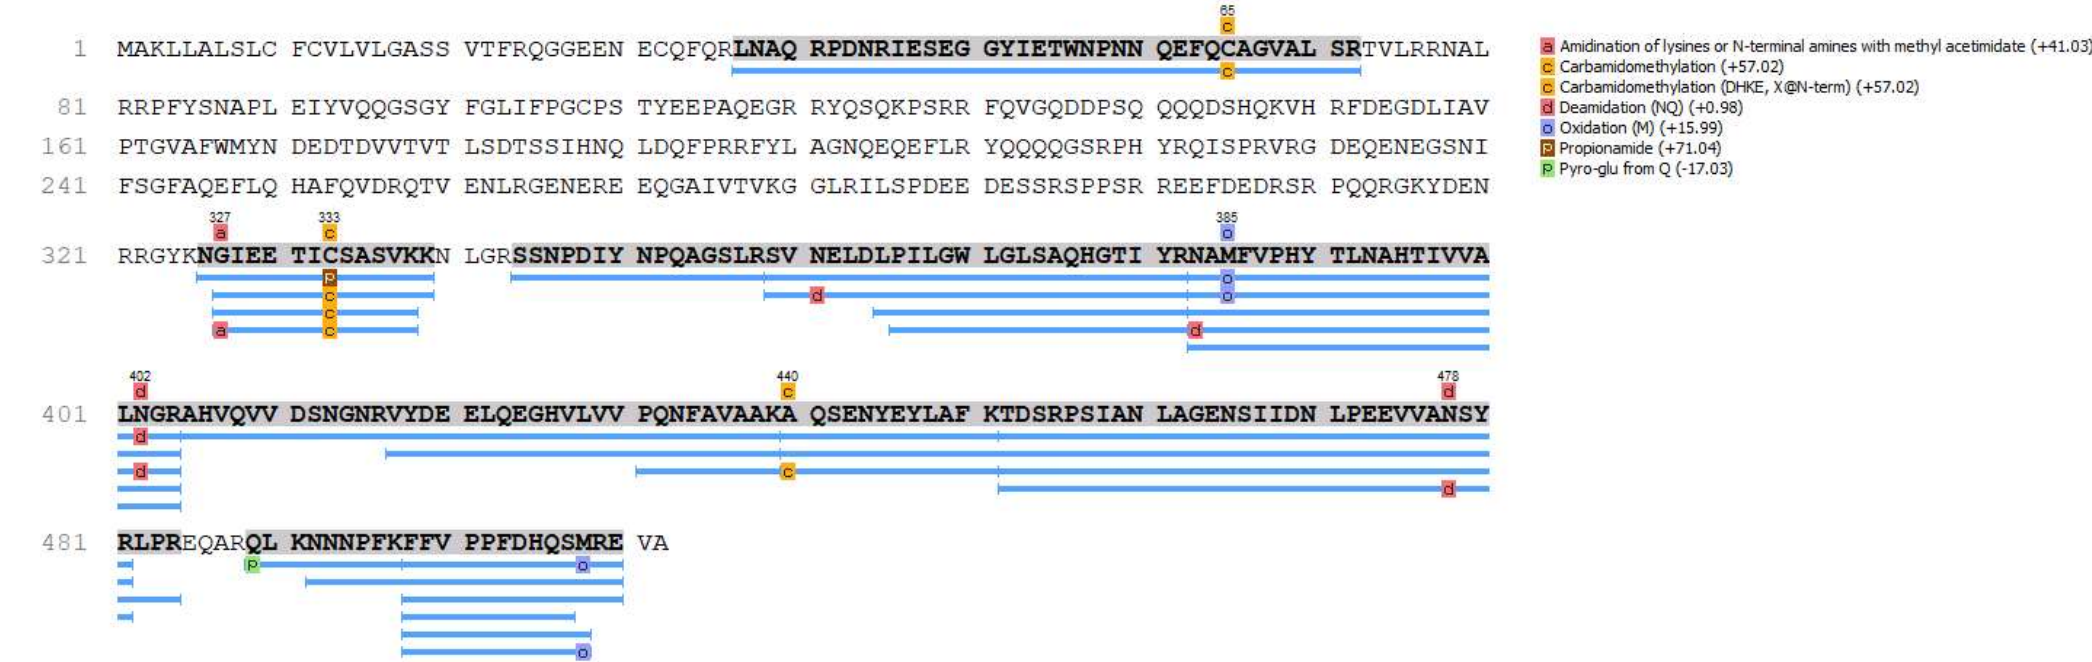 65
c
1 MAKLLALSLC FCVLVLGASS VTFRQGGEEN ECQFQRLNAQ RPDNRIESEG GYIETWNPNN QEFQCAGVAL SRTVLRRNAL
c
81 RRPFYSNAPL EIYVQQGSGY FGLIFPGCPS TYEEPAQEGR RYQSQKPSRR FQVGQDDPSQ QQQDSHQKVH RFDEGDLIAV
161 PTGVAFWMYN DEDTDVVTVT LSDTSSIHNQ LDQFPRRFYL AGNQEQEFLR YQQQQGSRPH YRQISPRVRG DEQENEGSNI
241 FSGFAQEFLQ HAFQVDRQTV ENLRGENERE EQGAIVTVKG GLRILSPDEE DESSRSPPSR REEFDEDRSR PQQRGKYDEN
327 333 385
a c o
321 RRGYKNGIEE TICSASVKKN LGRSSNPDIY NPQAGSLRSV NELDLPILGW LGLSAQHGTI YRNAMFVPHY TLNAHTIVVA
P o
c d o
c
a c d
402 440 478
d c d
401 LNGRAHVQVV DSNGNRVYDE ELQEGHVLVV PQNFAVAAKA QSENYEYLAF KTDSRPSIAN LAGENSIIDN LPEEVVANSY
d
d c
d
481 RLPREQARQL KNNNPFKFFV PPFDHQSMRE VA
p o
o
a Amidination of lysines or N-terminal amines with methyl acetimidate (+41.03)
c Carbamidomethylation (+57.02)
c Carbamidomethylation (DHKE, X@N-term) (+57.02)
d Deamidation (NQ) (+0.98)
o Oxidation (M) (+15.99)
P Propionamide (+71.04)
p Pyro-glu from Q (-17.03)